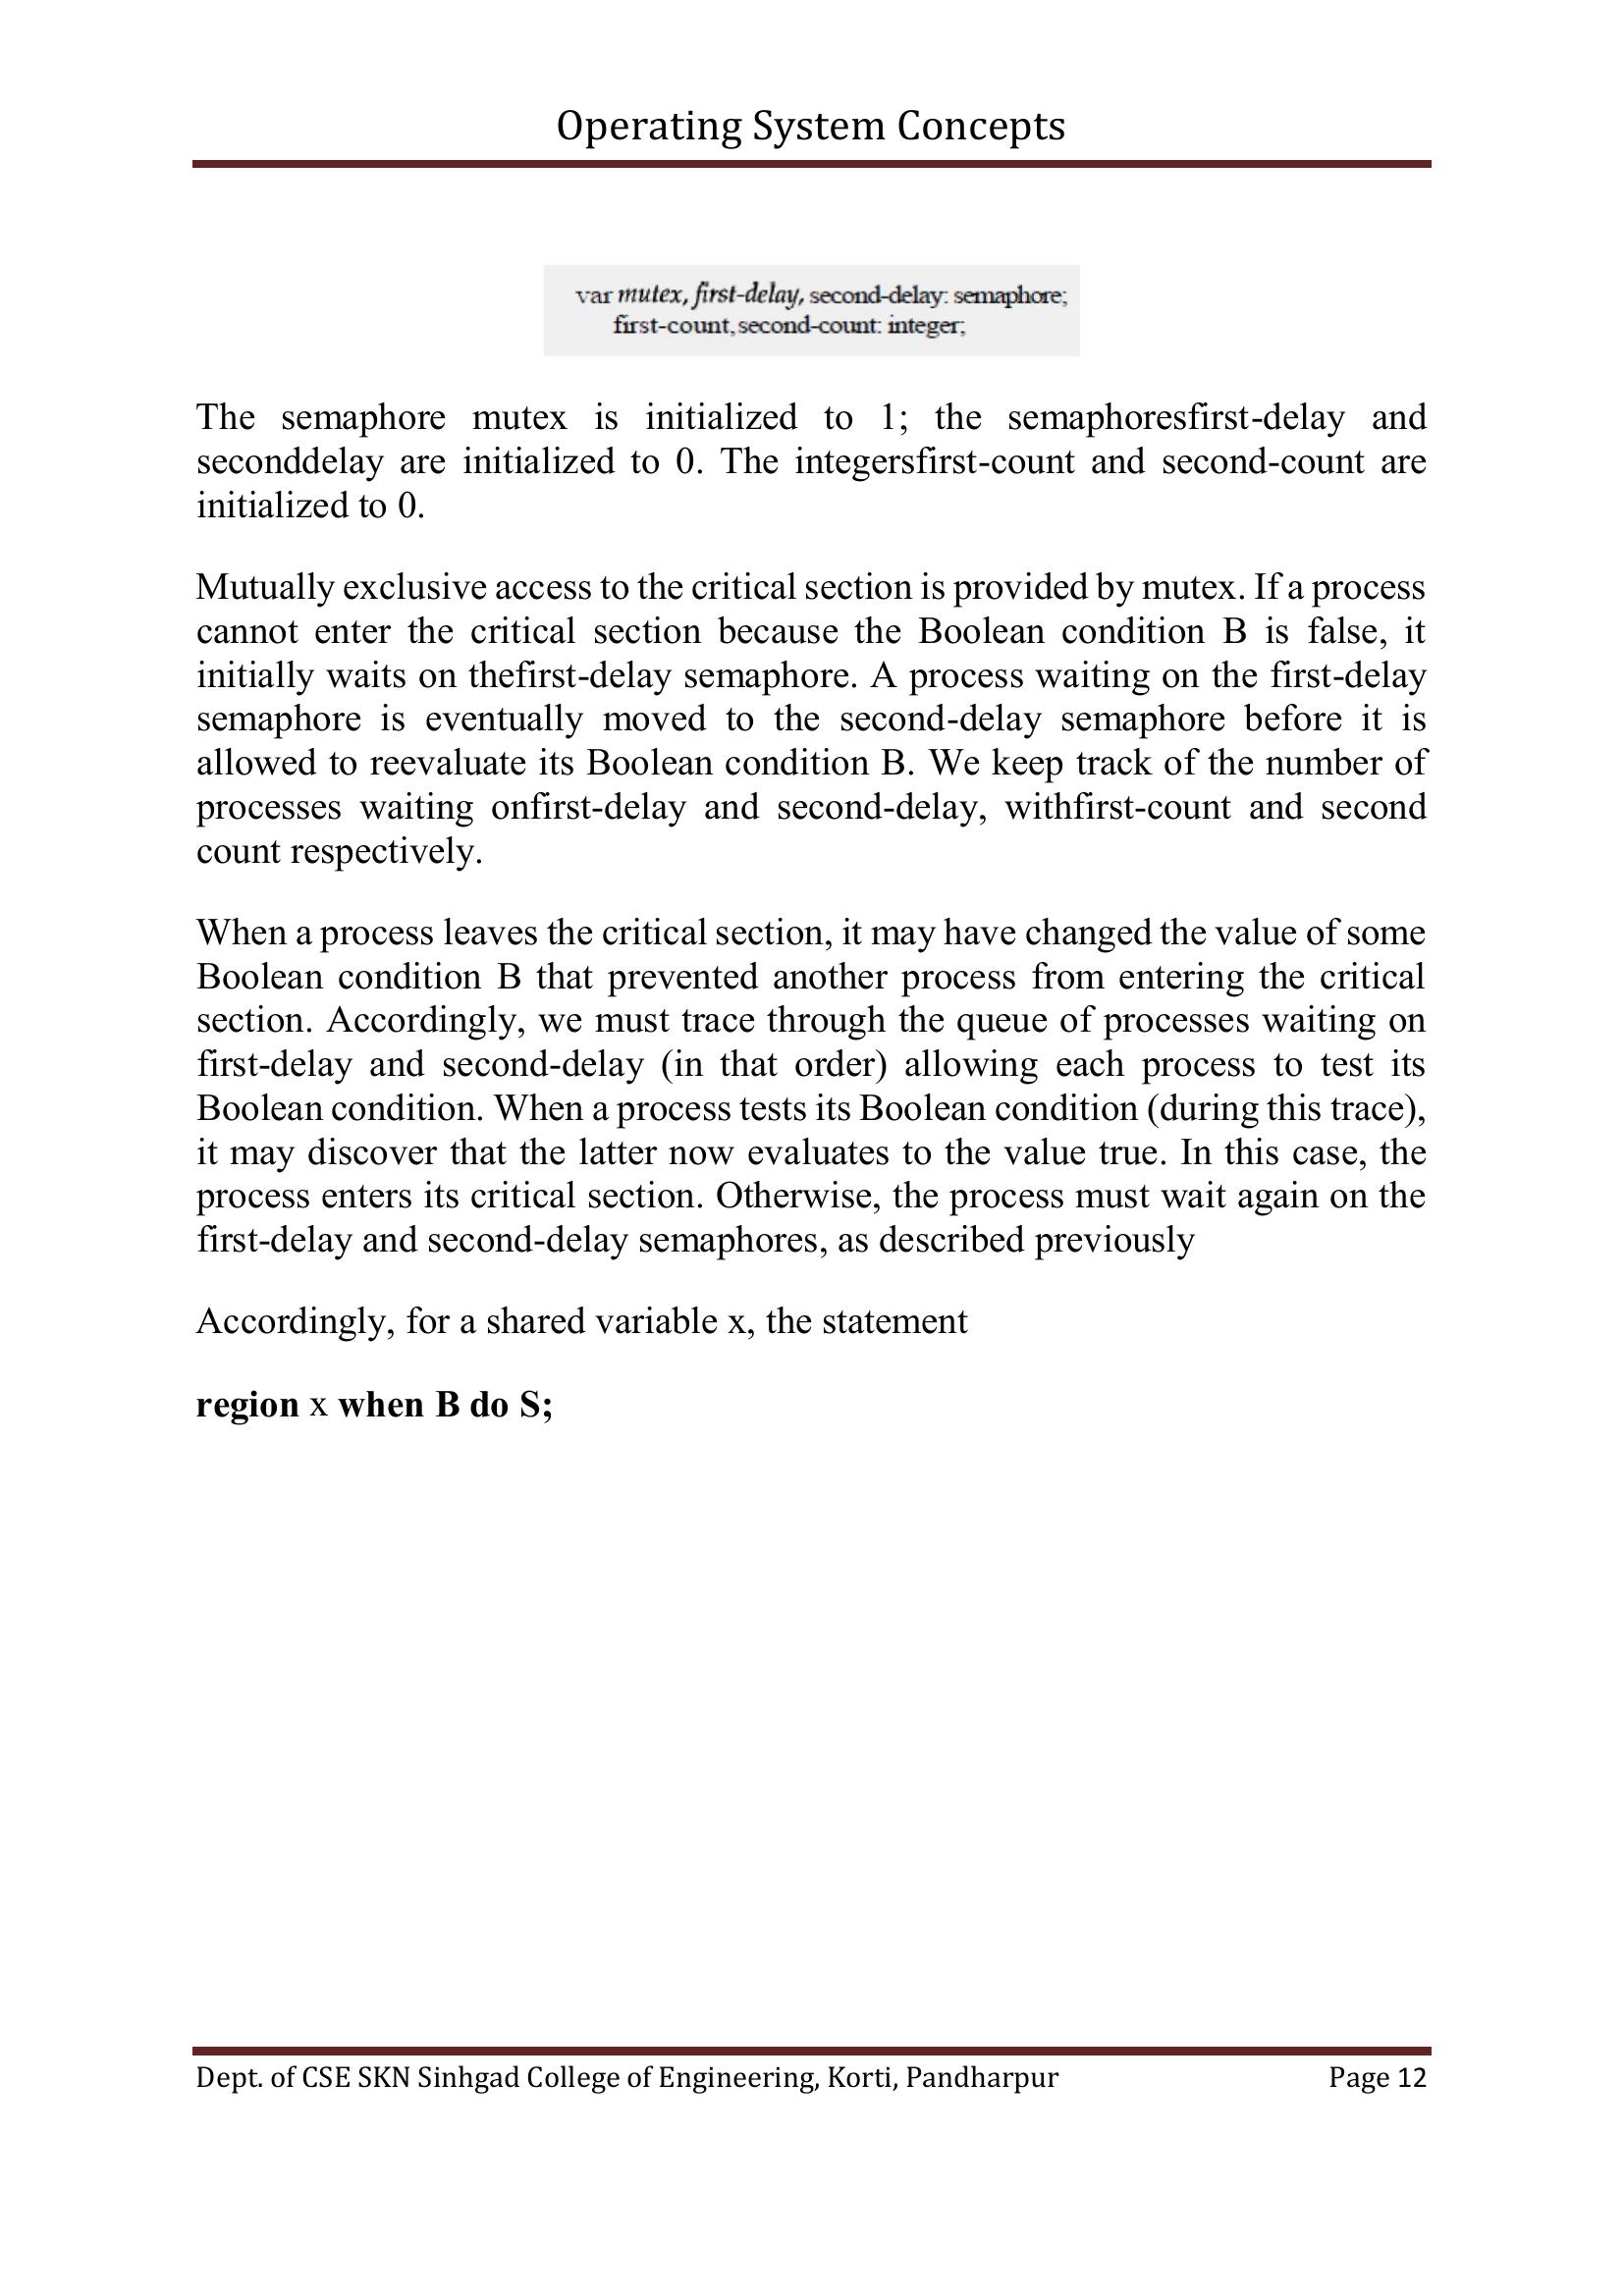 Operating System Concepts
var mutex, first-delay, second-delay: semaphore;
first-count, second-count: integer;
The semaphore mutex is initialized to 1; the semaphoresfirst-delay and
seconddelay are initialized to 0. The integersfirst-count and second-count are
initialized to 0.
Mutually exclusive access to the critical section is provided by mutex. If a process
cannot enter the critical section because the Boolean condition B is false, it
initially waits on thefirst-delay semaphore. A process waiting on the first-delay
semaphore is eventually moved to the second-delay semaphore before it is
allowed to reevaluate its Boolean condition B. We keep track of the number of
processes waiting onfirst-delay and second-delay, withfirst-count and second
count respectively.
When a process leaves the critical section, it may have changed the value of some
Boolean condition B that prevented another process from entering the critical
section. Accordingly, we must trace through the queue of processes waiting on
first-delay and second-delay (in that order) allowing each process to test its
Boolean condition. When a process tests its Boolean condition (during this trace),
it may discover that the latter now evaluates to the value true. In this case, the
process enters its critical section. Otherwise, the process must wait again on the
first-delay and second-delay semaphores, as described previously
Accordingly, for a shared variable x, the statement
region x when B do S;
Dept. of CSE SKN Sinhgad College of Engineering, Korti, Pandharpur Page 12